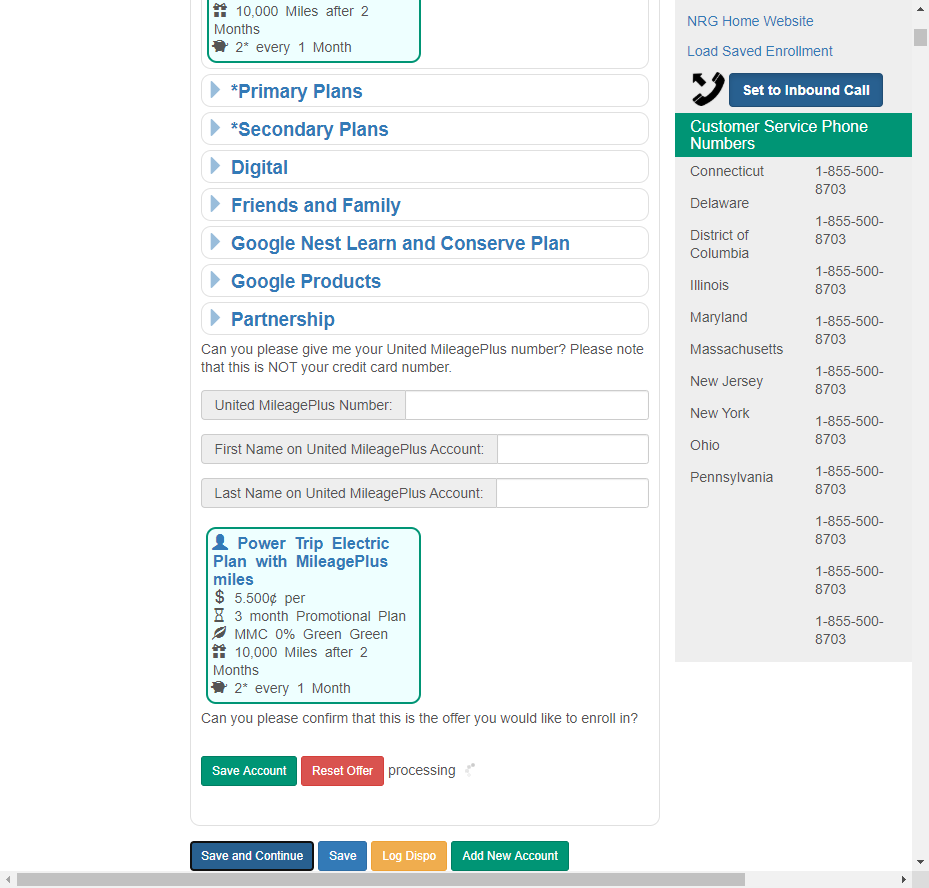 10,000 Miles after 2
Months
2* every 1 Month
*Primary Plans
*Secondary Plans
Digital
Friends and Family
Google Nest Learn and Conserve Plan
Google Products
Partnership
Can you please give me your United MileagePlus number? Please note
that this is NOT your credit card number.
United MileagePlus Number:
First Name on United MileagePlus Account:
Last Name on United MileagePlus Account:
Power Trip Electric
Plan with MileagePlus
miles
$ 5.500¢ per
3 month Promotional Plan
MMC 0% Green Green
10,000 Miles after 2
Months
2* every 1 Month
Can you please confirm that this is the offer you would like to enroll in?
Save Account Reset Offer processing
Save and Continue Save Log Dispo Add New Account
NRG Home Website
Load Saved Enrollment
Set to Inbound Call
Customer Service Phone
Numbers
Connecticut
Delaware
District of
Columbia
Illinois
Maryland
Massachusetts
New Jersey
New York
Ohio
Pennsylvania
1-855-500-
8703
1-855-500-
8703
1-855-500-
8703
1-855-500-
8703
1-855-500-
8703
1-855-500-
8703
1-855-500-
8703
1-855-500-
8703
1-855-500-
8703
1-855-500-
8703